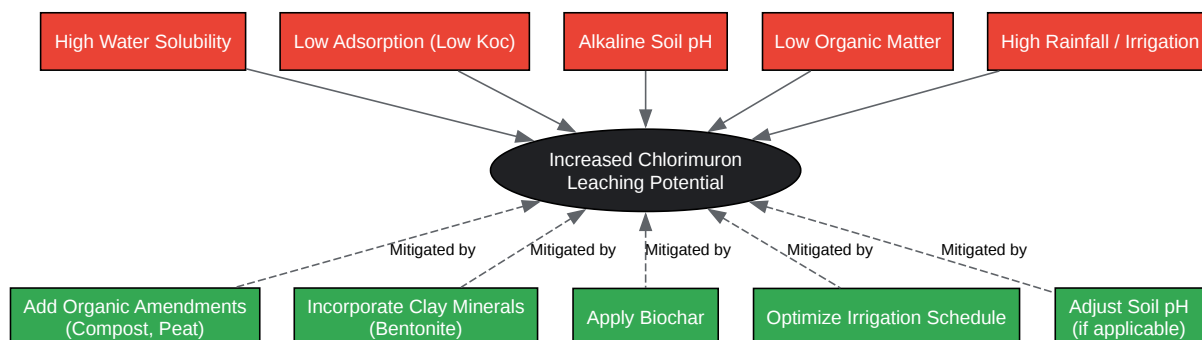 High Water Solubility
Low Adsorption (Low Koc)
Alkaline Soil pH
Low Organic Matter
High Rainfall / Irrigation
Increased Chlorimuron
Leaching Potential
Mitigated by
Mitigated by
Mitigated by
Mitigated by
Mitigated by
Add Organic Amendments
(Compost, Peat)
Incorporate Clay Minerals
(Bentonite)
Apply Biochar
Optimize Irrigation Schedule
Adjust Soil pH
(if applicable)